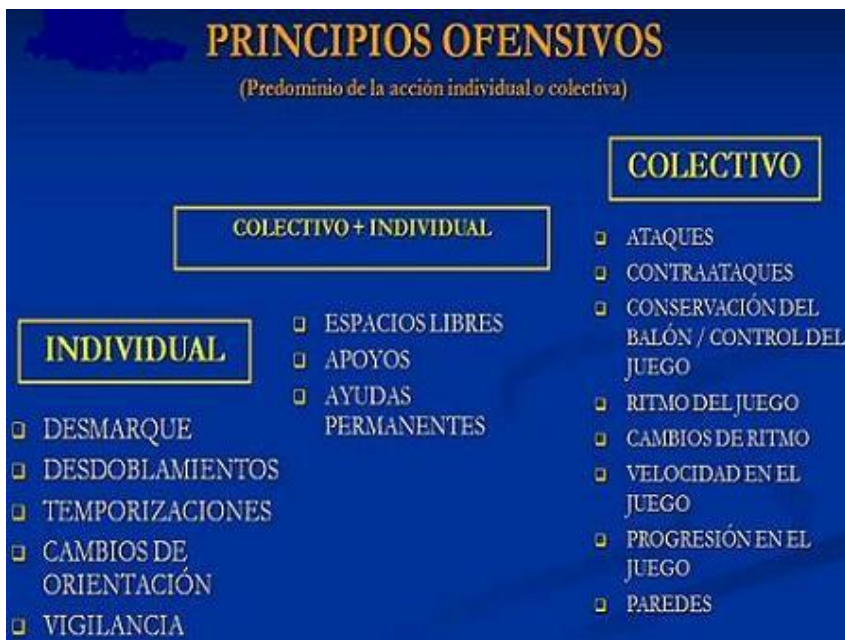 PRINCIPIOS OFENSIVOS
(Predominio de la acción individual o colectiva)
COLECTIVO + INDIVIDUAL
ESPACIOS LIBRES
APOYOS
AYUDAS
PERMANENTES
INDIVIDUAL
DESMARQUE
DESDOBLAMIENTOS
TEMPORIZACIONES
CAMBIOS DE
ORIENTACIÓN
VIGILANCIA
COLECTIVO
ATAQUES
CONTRAATAQUES
CONSERVACIÓN DEL
BALÓN / CONTROL DEL
JUEGO
RITMO DEL JUEGO
CAMBIOS DE RITMO
VELOCIDAD EN EL
JUEGO
PROGRESIÓN EN EL
JUEGO
PAREDES